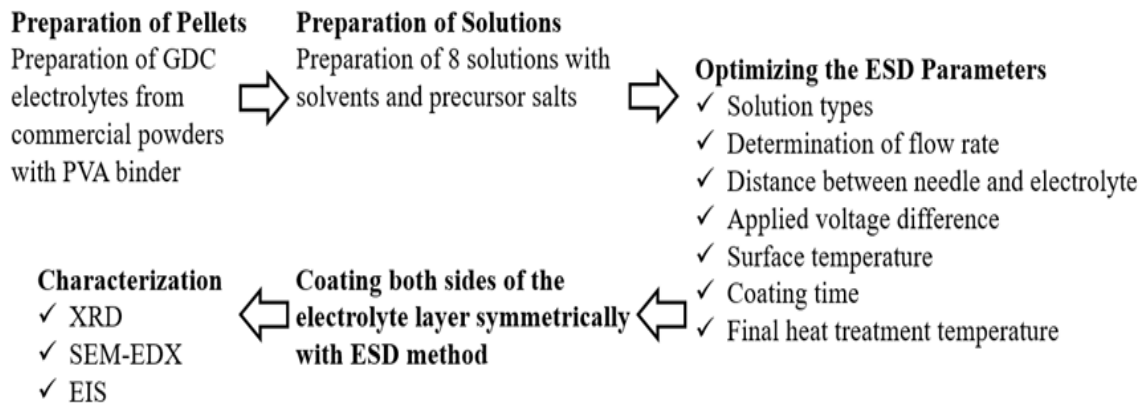 Preparation of Pellets
Preparation of GDC
electrolytes from
commercial powders
with PVA binder
Preparation of Solutions
Preparation of 8 solutions with
solvents and precursor salts
Optimizing the ESD Parameters
✓ Solution types
✓ Determination of flow rate
✓ Distance between needle and electrolyte
✓ Applied voltage difference
✓ Surface temperature
✓ Coating time
✓ Final heat treatment temperature
Coating both sides of the
electrolyte layer symmetrically
with ESD method
Characterization
✓ XRD
✓ SEM-EDX
✓ EIS